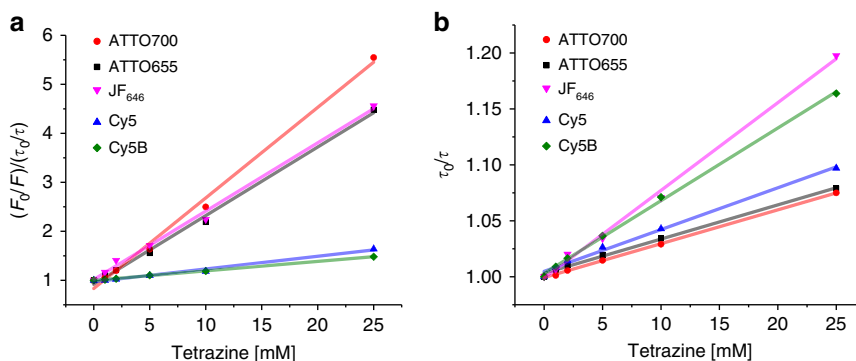 a
(F₀/F)/(τ₀/τ)
6
5
4
3
2
1
ATTO700
ATTO655
JF₆₄₆
Cy5
Cy5B
0 5 10 15 20 25
Tetrazine [mM]
b
τ₀/τ
1.20
1.15
1.10
1.05
1.00
ATTO700
ATTO655
JF₆₄₆
Cy5
Cy5B
0 5 10 15 20 25
Tetrazine [mM]